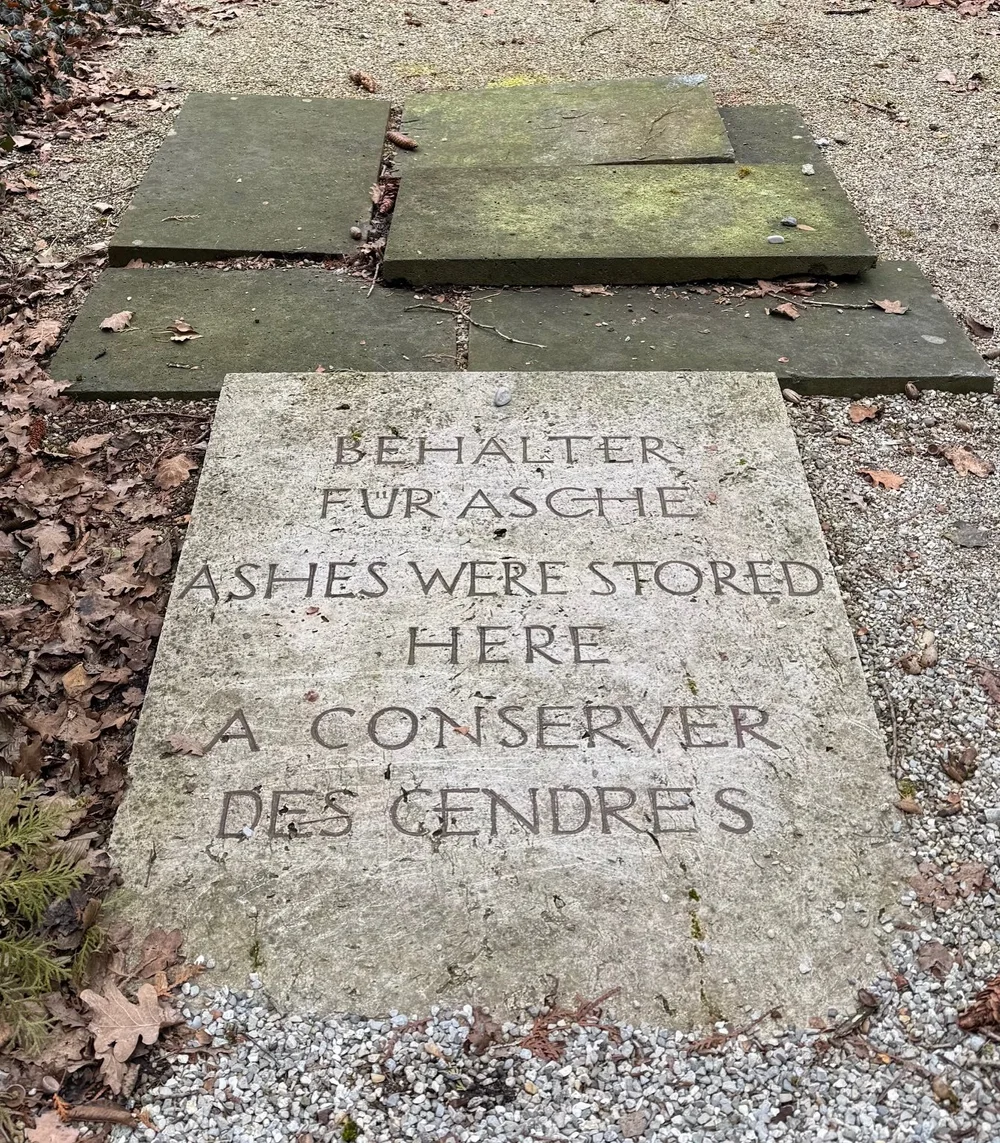 BEHÄLTER
FÜR ASCHE
ASHES WERE STORED
HERE
A CONSERVER
DES CENDRES